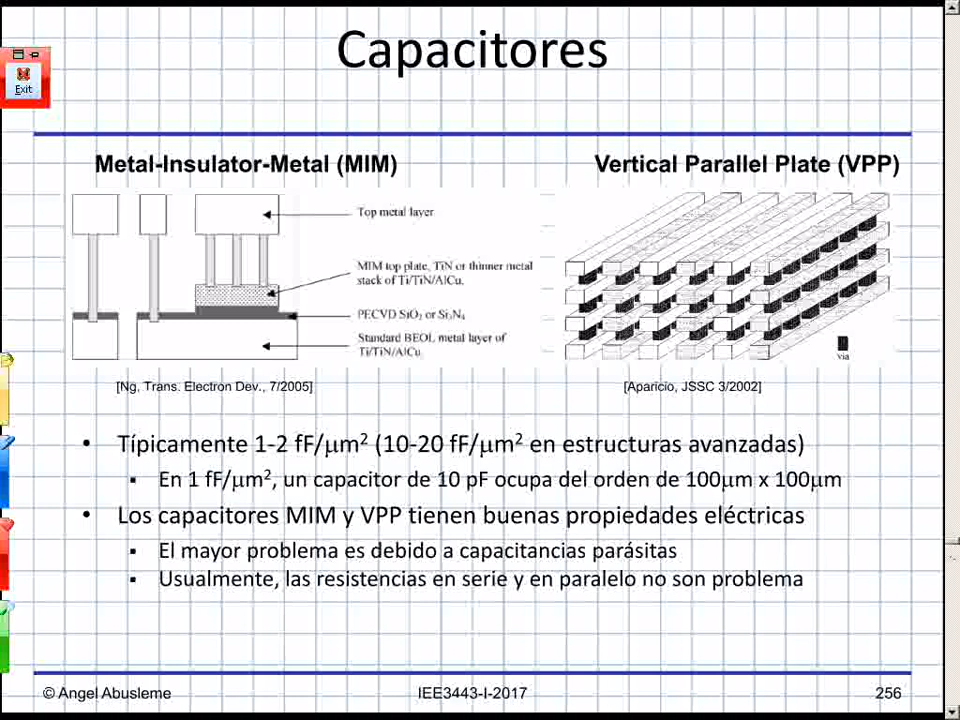 Capacitores
Exit
Metal-Insulator-Metal (MIM)
Vertical Parallel Plate (VPP)
Top metal layer
MIM top plate, TiN or thinner metal
stack of Ti/TiN/AlCu.
PECVD SiO₂ or Si₃N₄
Standard BEOL metal layer of
Ti/TiN/AlCu
via
[Ng, Trans. Electron Dev., 7/2005]
[Aparicio, JSSC 3/2002]
• Típicamente 1-2 fF/μm² (10-20 fF/μm² en estructuras avanzadas)
▪ En 1 fF/μm², un capacitor de 10 pF ocupa del orden de 100μm x 100μm
• Los capacitores MIM y VPP tienen buenas propiedades eléctricas
▪ El mayor problema es debido a capacitancias parásitas
▪ Usualmente, las resistencias en serie y en paralelo no son problema
© Angel Abusleme
IEE3443-I-2017
256